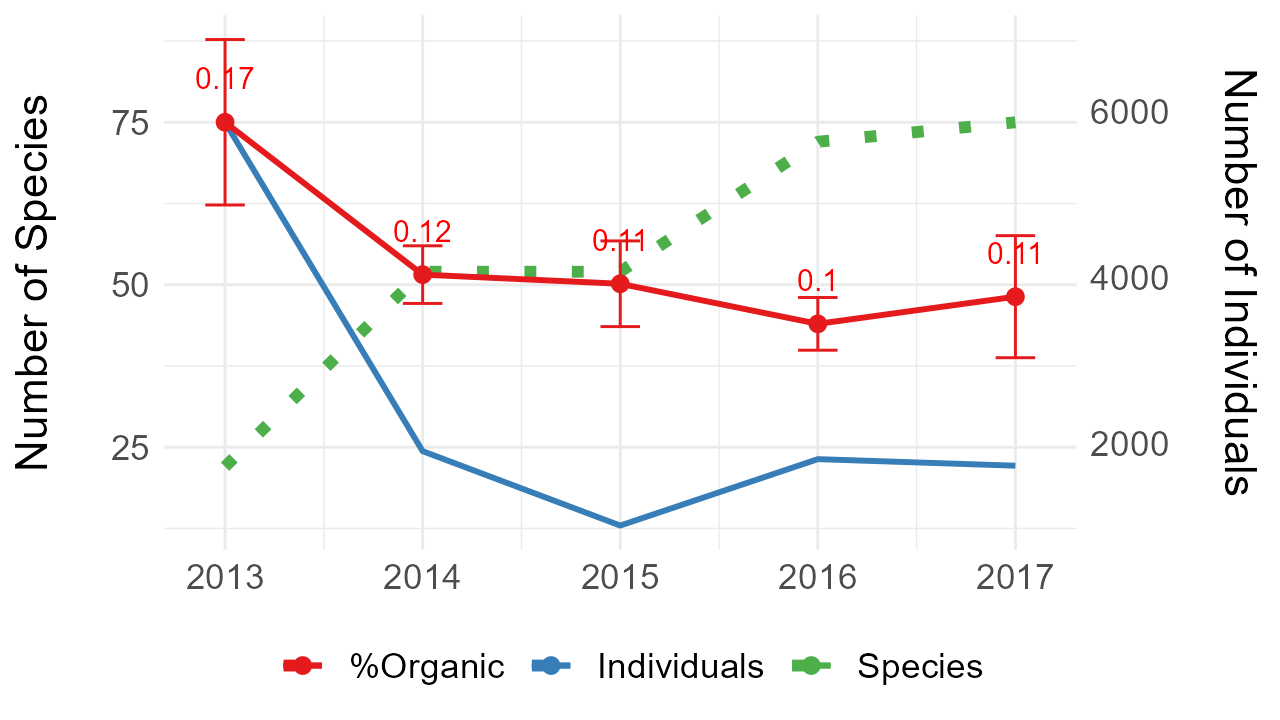 Number of Species
75
50
25
0.17
0.12
0.11
0.1
0.11
6000
4000
2000
Number of Individuals
2013 2014 2015 2016 2017
%Organic Individuals Species